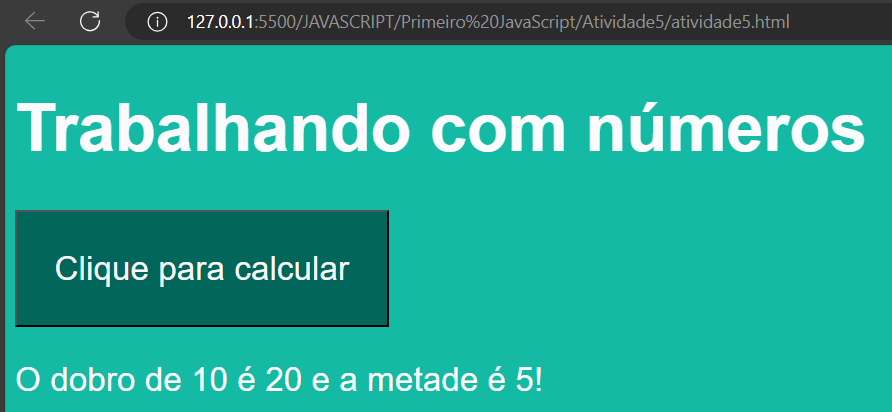 127.0.0.1:5500/JAVASCRIPT/Primeiro%20JavaScript/Atividade5/atividade5.html
Trabalhando com números
Clique para calcular
O dobro de 10 é 20 e a metade é 5!